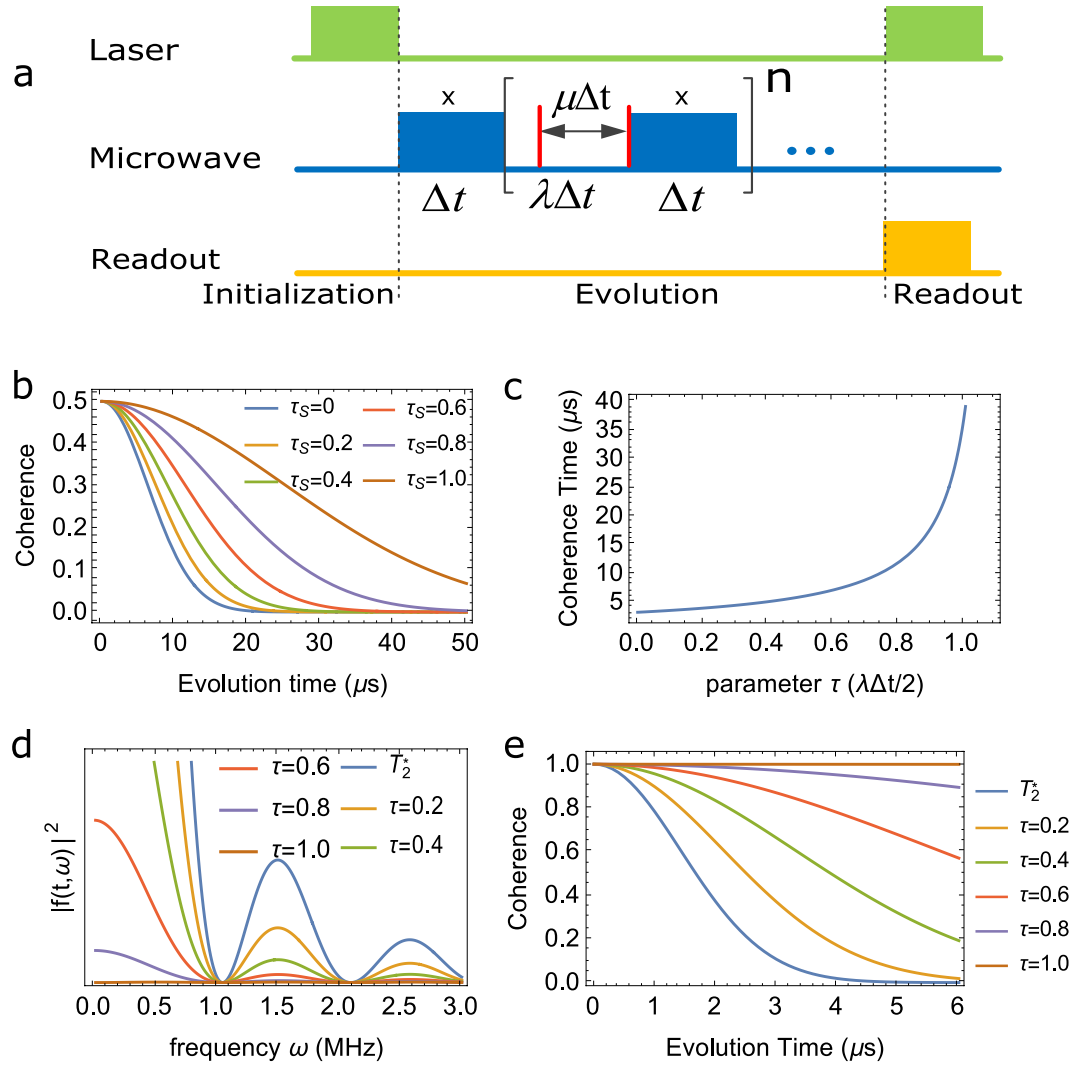 Laser
a
n
x
μΔt
x
Microwave
Δt
λΔt
Δt
Readout
Initialization
Evolution
Readout
b
0.5
0.4
0.3
0.2
0.1
0.0
Coherence
τS=0
τS=0.6
τS=0.2
τS=0.8
τS=0.4
τS=1.0
0 10 20 30 40 50
Evolution time (μs)
c
40
35
30
25
20
15
10
5
Coherence Time (μs)
0.0 0.2 0.4 0.6 0.8 1.0
parameter τ (λΔt/2)
d
|f(t,ω)|²
τ=0.6
T₂*
τ=0.8
τ=0.2
τ=1.0
τ=0.4
0.0 0.5 1.0 1.5 2.0 2.5 3.0
frequency ω (MHz)
e
1.0
0.8
0.6
0.4
0.2
0.0
Coherence
0 1 2 3 4 5 6
Evolution Time (μs)
T₂*
τ=0.2
τ=0.4
τ=0.6
τ=0.8
τ=1.0